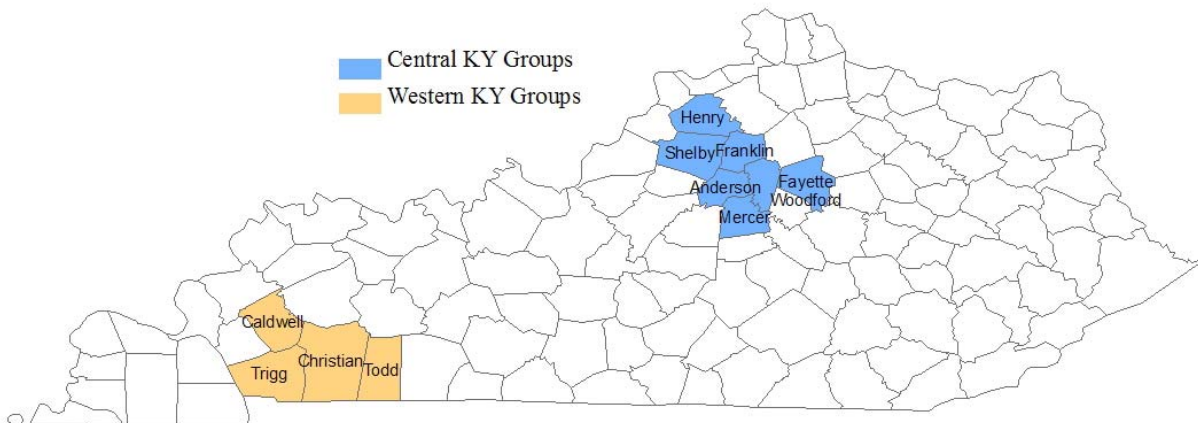 Central KY Groups
Western KY Groups
Henry
Shelby
Franklin
Anderson
Fayette
Woodford
Mercer
Caldwell
Trigg
Christian
Todd